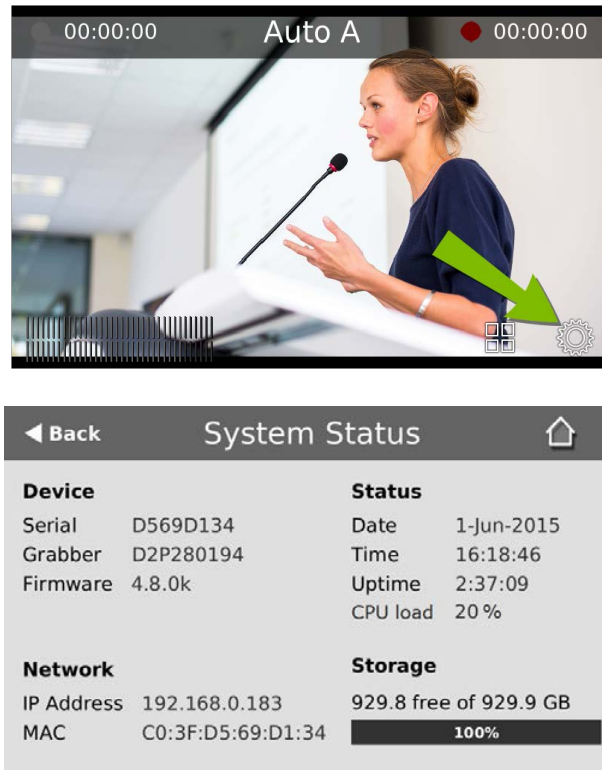 00:00:00 Auto A 00:00:00
Back System Status
Device
Serial D569D134
Grabber D2P280194
Firmware 4.8.0k
Status
Date 1-Jun-2015
Time 16:18:46
Uptime 2:37:09
CPU load 20 %
Network
IP Address 192.168.0.183
MAC C0:3F:D5:69:D1:34
Storage
929.8 free of 929.9 GB
100%